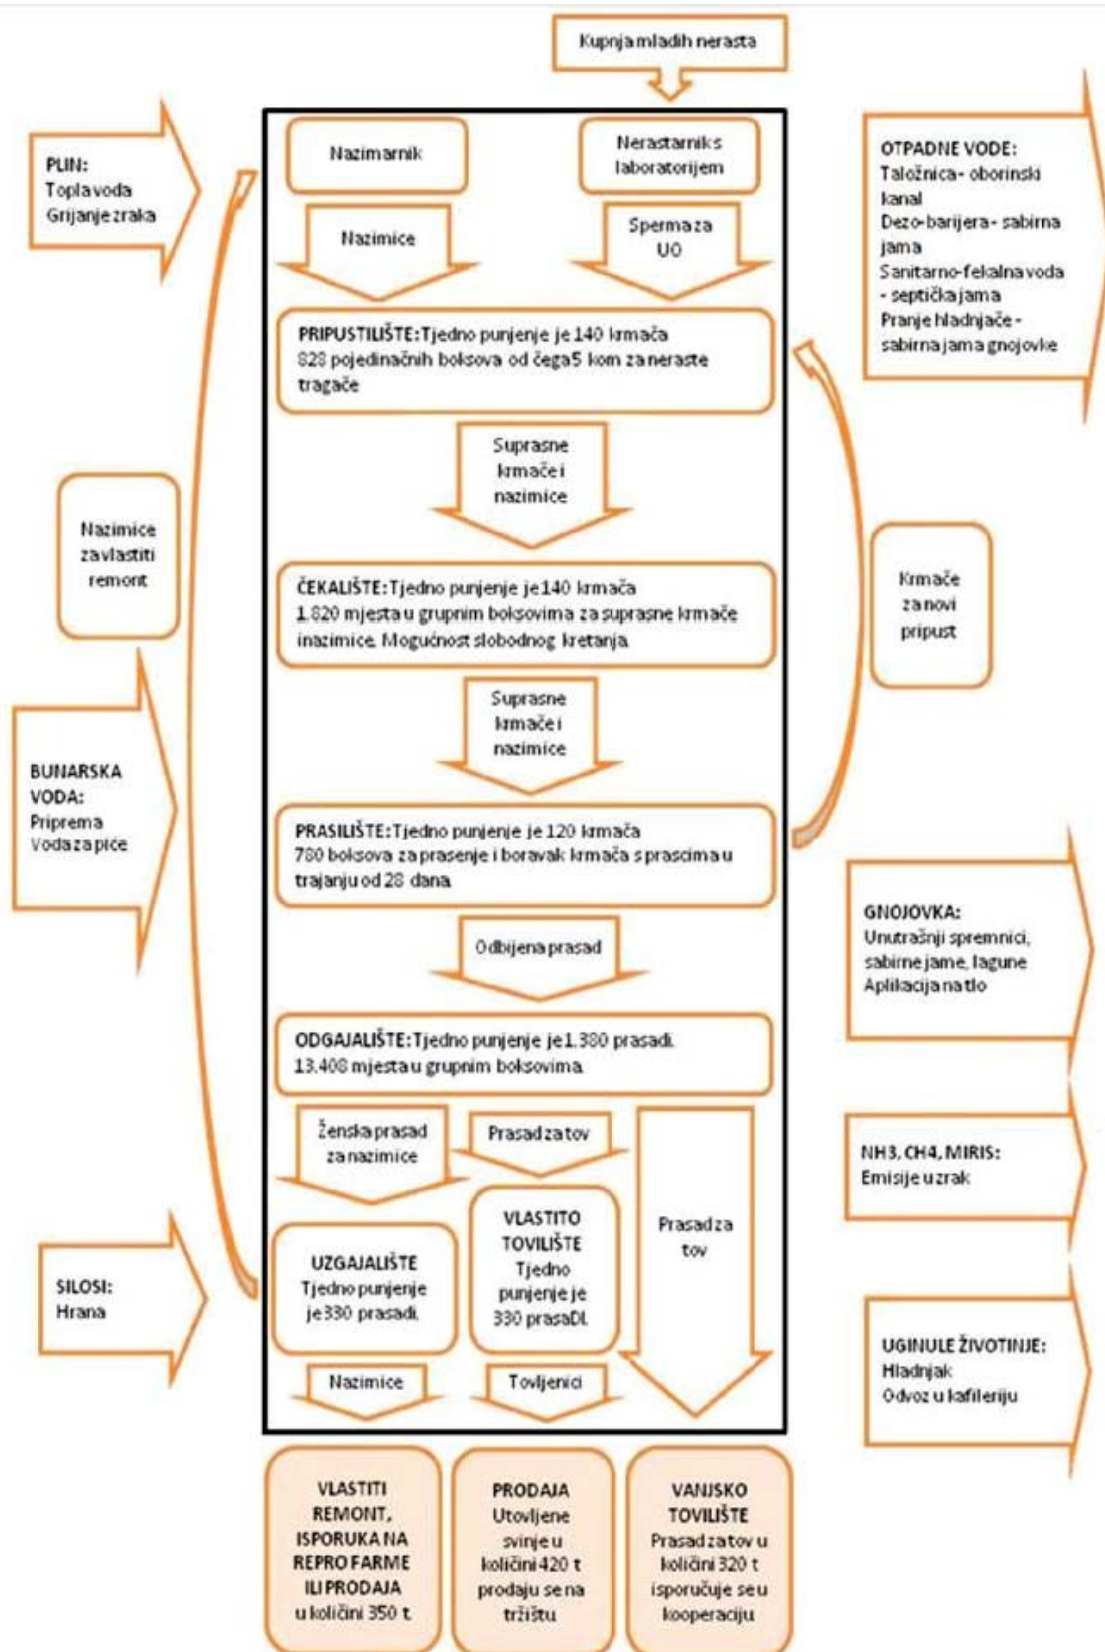 Kupnja mladih nerasta
PLIN:
Topla voda
Grijanje zraka
Nazimarnik
Nerastarnik s
laboratorijem
Nazimice
Sperma za
UO
OTPADNE VODE:
Taložnica - oborinski
kanal
Dezo-barijera - sabirna
jama
Sanitarno-fekalna voda
- septička jama
Pranje hladnjače -
sabirna jama gnojovke
PRIPUSTILIŠTE: Tjedno punjenje je 140 krmača
828 pojedinačnih boksova od čega 5 kom za neraste
tragače
Suprasne
krmače i
nazimice
Nazimice
za vlastiti
remont
ČEKALIŠTE: Tjedno punjenje je 140 krmača
1.820 mjesta u grupnim boksovima za suprasne krmače
i nazimice. Mogućnost slobodnog kretanja.
Krmače
za novi
pripust
Suprasne
krmače i
nazimice
BUNARSKA
VODA:
Priprema
Voda za piće
PRASILIŠTE: Tjedno punjenje je 120 krmača
780 boksova za prasenje i boravak krmača s prascima u
trajanju od 28 dana.
Odbijena prasad
GNOJOVKA:
Unutrašnji spremnici,
sabirne jame, lagune
Aplikacija na tlo
ODGAJALIŠTE: Tjedno punjenje je 1.380 prasadi.
13.408 mjesta u grupnim boksovima.
Ženska prasad
za nazimice
Prasad za tov
Prasad za
tov
NH3, CH4, MIRIS:
Emisije u zrak
SILOSI:
Hrana
UZGAJALIŠTE
Tjedno punjenje
je 330 prasadi.
VLASTITO
TOVILIŠTE
Tjedno
punjenje je
330 prasaDI.
Nazimice
Tovljenici
UGINULE ŽIVOTINJE:
Hladnjak
Odvoz u kafileriju
VLASTITI
REMONT,
ISPORUKA NA
REPRO FARME
ILI PRODAJA
u količini 350 t.
PRODAJA
Utovljene
svinje u
količini 420 t
prodaju se na
tržištu.
VANJSKO
TOVILIŠTE
Prasad za tov u
količini 320 t
isporučuje se u
kooperaciju.